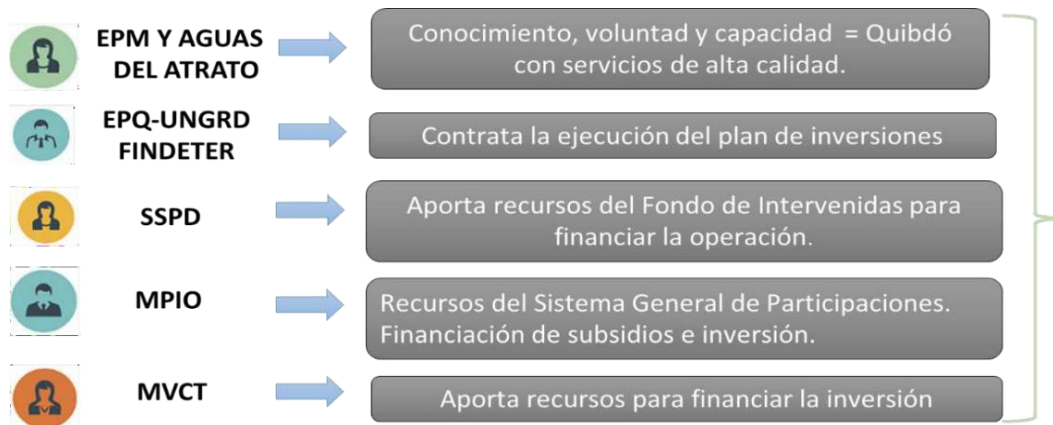 EPM Y AGUAS
DEL ATRATO
Conocimiento, voluntad y capacidad = Quibdó
con servicios de alta calidad.
EPQ-UNGRD
FINDETER
Contrata la ejecución del plan de inversiones
SSPD
Aporta recursos del Fondo de Intervenidas para
financiar la operación.
MPIO
Recursos del Sistema General de Participaciones.
Financiación de subsidios e inversión.
MVCT
Aporta recursos para financiar la inversión